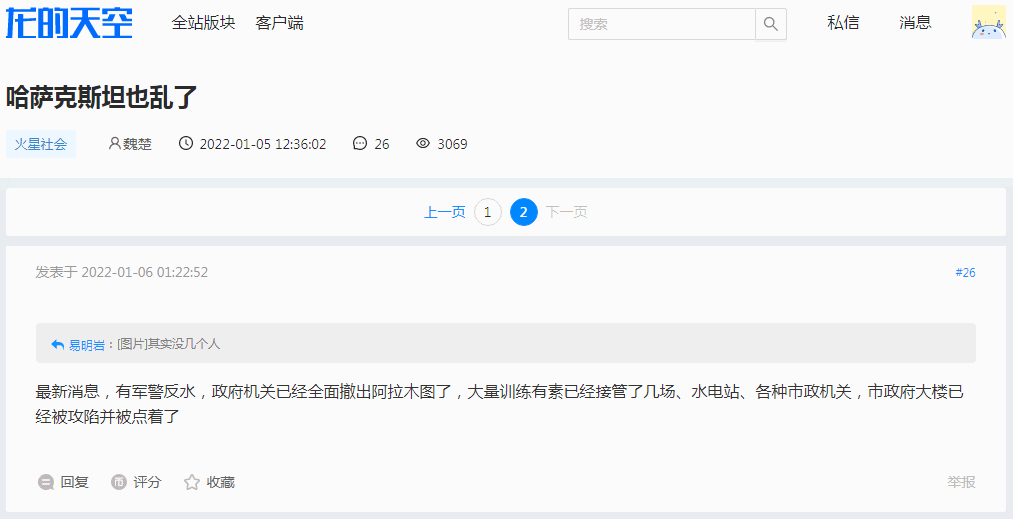 龙的天空 全站版块 客户端 搜索 私信 消息
哈萨克斯坦也乱了
火星社会 魏楚 2022-01-05 12:36:02 26 3069
上一页 1 2 下一页
发表于 2022-01-06 01:22:52 #26
易明岩：[图片]其实没几个人
最新消息，有军警反水，政府机关已经全面撤出阿拉木图了，大量训练有素已经接管了几场、水电站、各种市政机关，市政府大楼已
经被攻陷并被点着了
回复 评分 收藏 举报